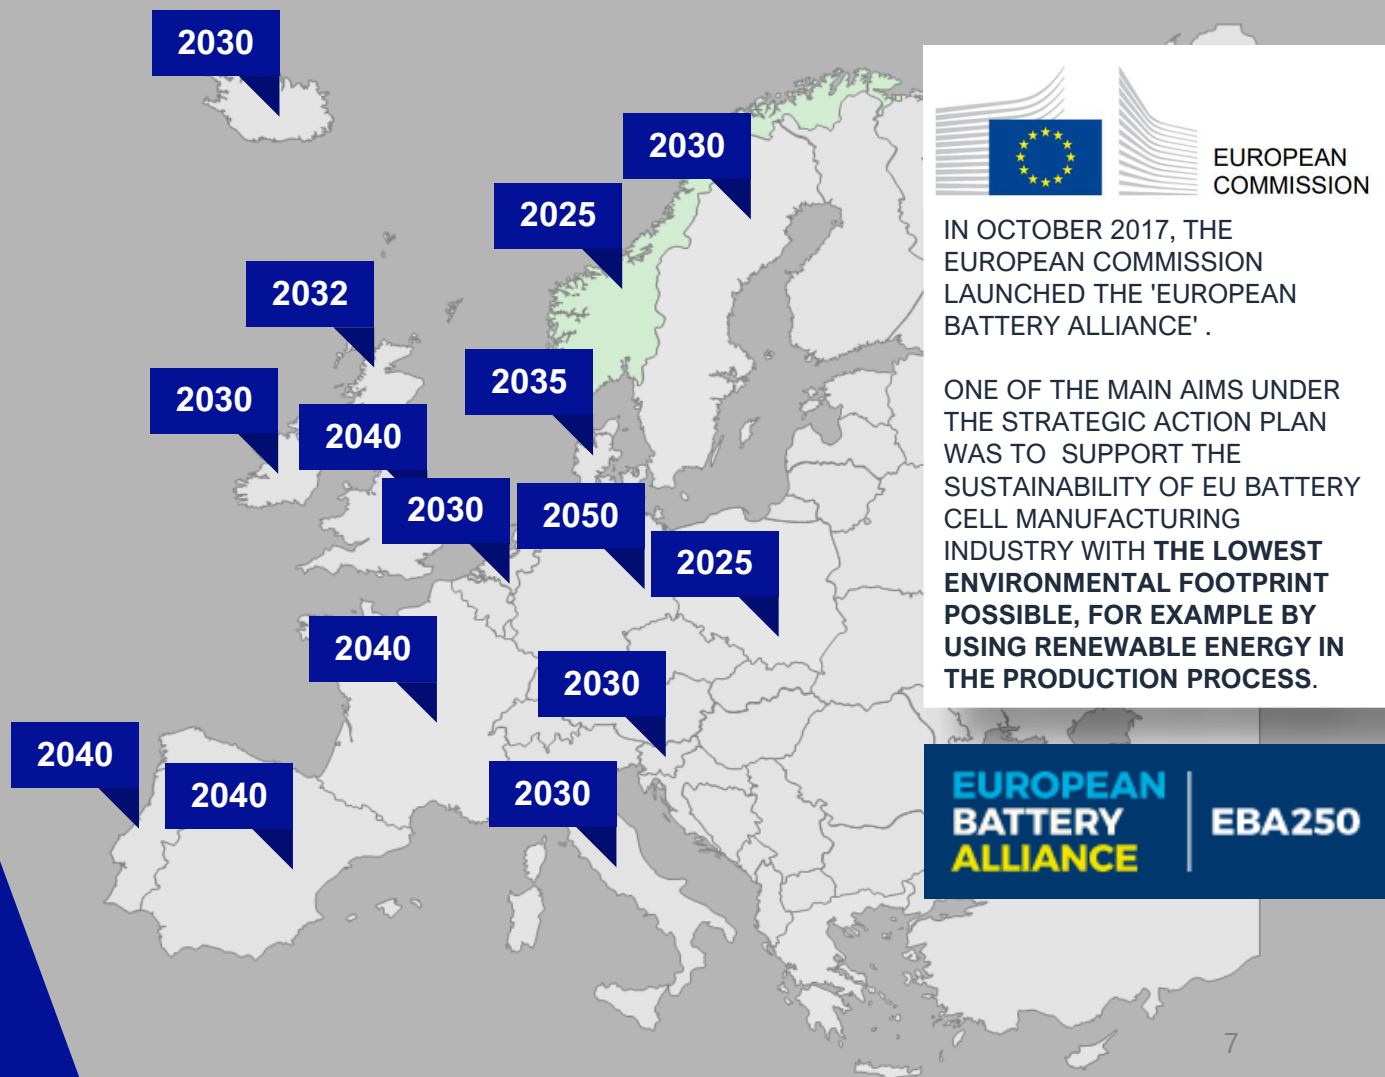 2030
2030
2025
2032
2035
2030
2040
2030
2050
2025
2040
2030
2040
2040
2030
EUROPEAN
COMMISSION
IN OCTOBER 2017, THE
EUROPEAN COMMISSION
LAUNCHED THE 'EUROPEAN
BATTERY ALLIANCE' .
ONE OF THE MAIN AIMS UNDER
THE STRATEGIC ACTION PLAN
WAS TO  SUPPORT THE
SUSTAINABILITY OF EU BATTERY
CELL MANUFACTURING
INDUSTRY WITH THE LOWEST
ENVIRONMENTAL FOOTPRINT
POSSIBLE, FOR EXAMPLE BY
USING RENEWABLE ENERGY IN
THE PRODUCTION PROCESS.
EUROPEAN
BATTERY
ALLIANCE
EBA250
7